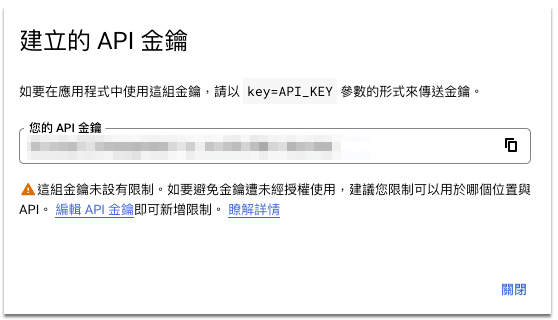 建立的 API 金鑰
如要在應用程式中使用這組金鑰，請以 key=API_KEY 參數的形式來傳送金鑰。
您的 API 金鑰
這組金鑰未設有限制。如要避免金鑰遭未經授權使用，建議您限制可以用於哪個位置與
API。 編輯 API 金鑰即可新增限制。 瞭解詳情
關閉